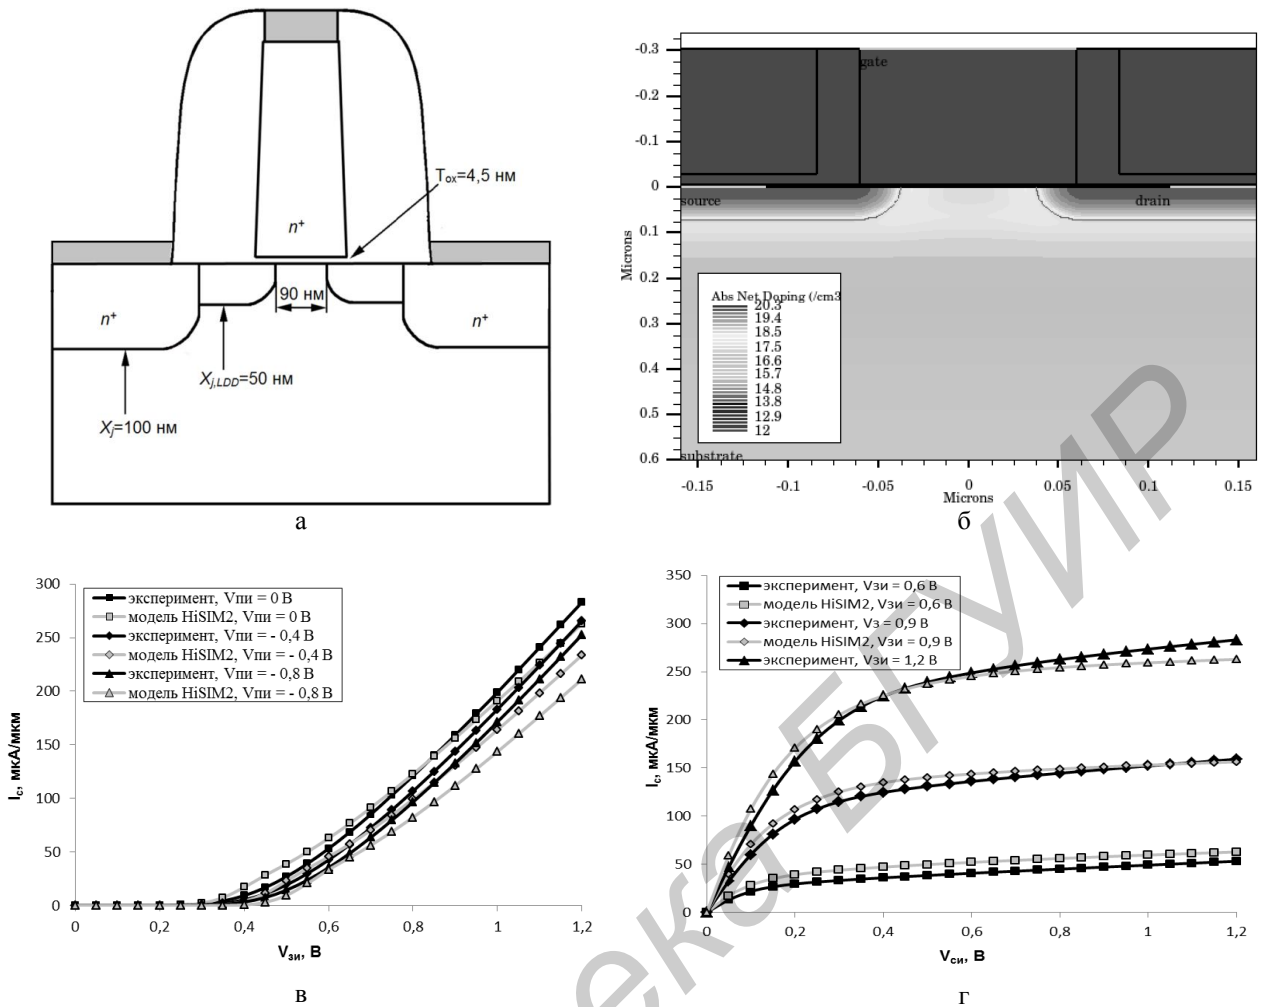 T_ox=4,5 нм
n⁺
90 нм
n⁺
n⁺
X_j,LDD=50 нм
X_j=100 нм
а
-0.3
-0.2
-0.1
0
0.1
0.2
0.3
0.4
0.5
0.6
Microns
gate
source
drain
Abs Net Doping (/cm3
20.3
19.4
18.5
17.5
16.6
15.7
14.8
13.8
12.9
12
substrate
-0.15
-0.1
-0.05
0
0.05
0.1
0.15
Microns
б
300
250
200
150
100
50
0
I_c, мкА/мкм
эксперимент, Vпи = 0 В
модель HiSIM2, Vпи = 0 В
эксперимент, Vпи = - 0,4 В
модель HiSIM2, Vпи = - 0,4 В
эксперимент, Vпи = - 0,8 В
модель HiSIM2, Vпи = - 0,8 В
0
0,2
0,4
0,6
0,8
1
1,2
V_зи, В
в
350
300
250
200
150
100
50
0
I_c, мкА/мкм
эксперимент, Vзи = 0,6 В
модель HiSIM2, Vзи = 0,6 В
эксперимент, Vз = 0,9 В
модель HiSIM2, Vзи = 0,9 В
эксперимент, Vзи = 1,2 В
0
0,2
0,4
0,6
0,8
1
1,2
V_си, В
г
ека БГУИР